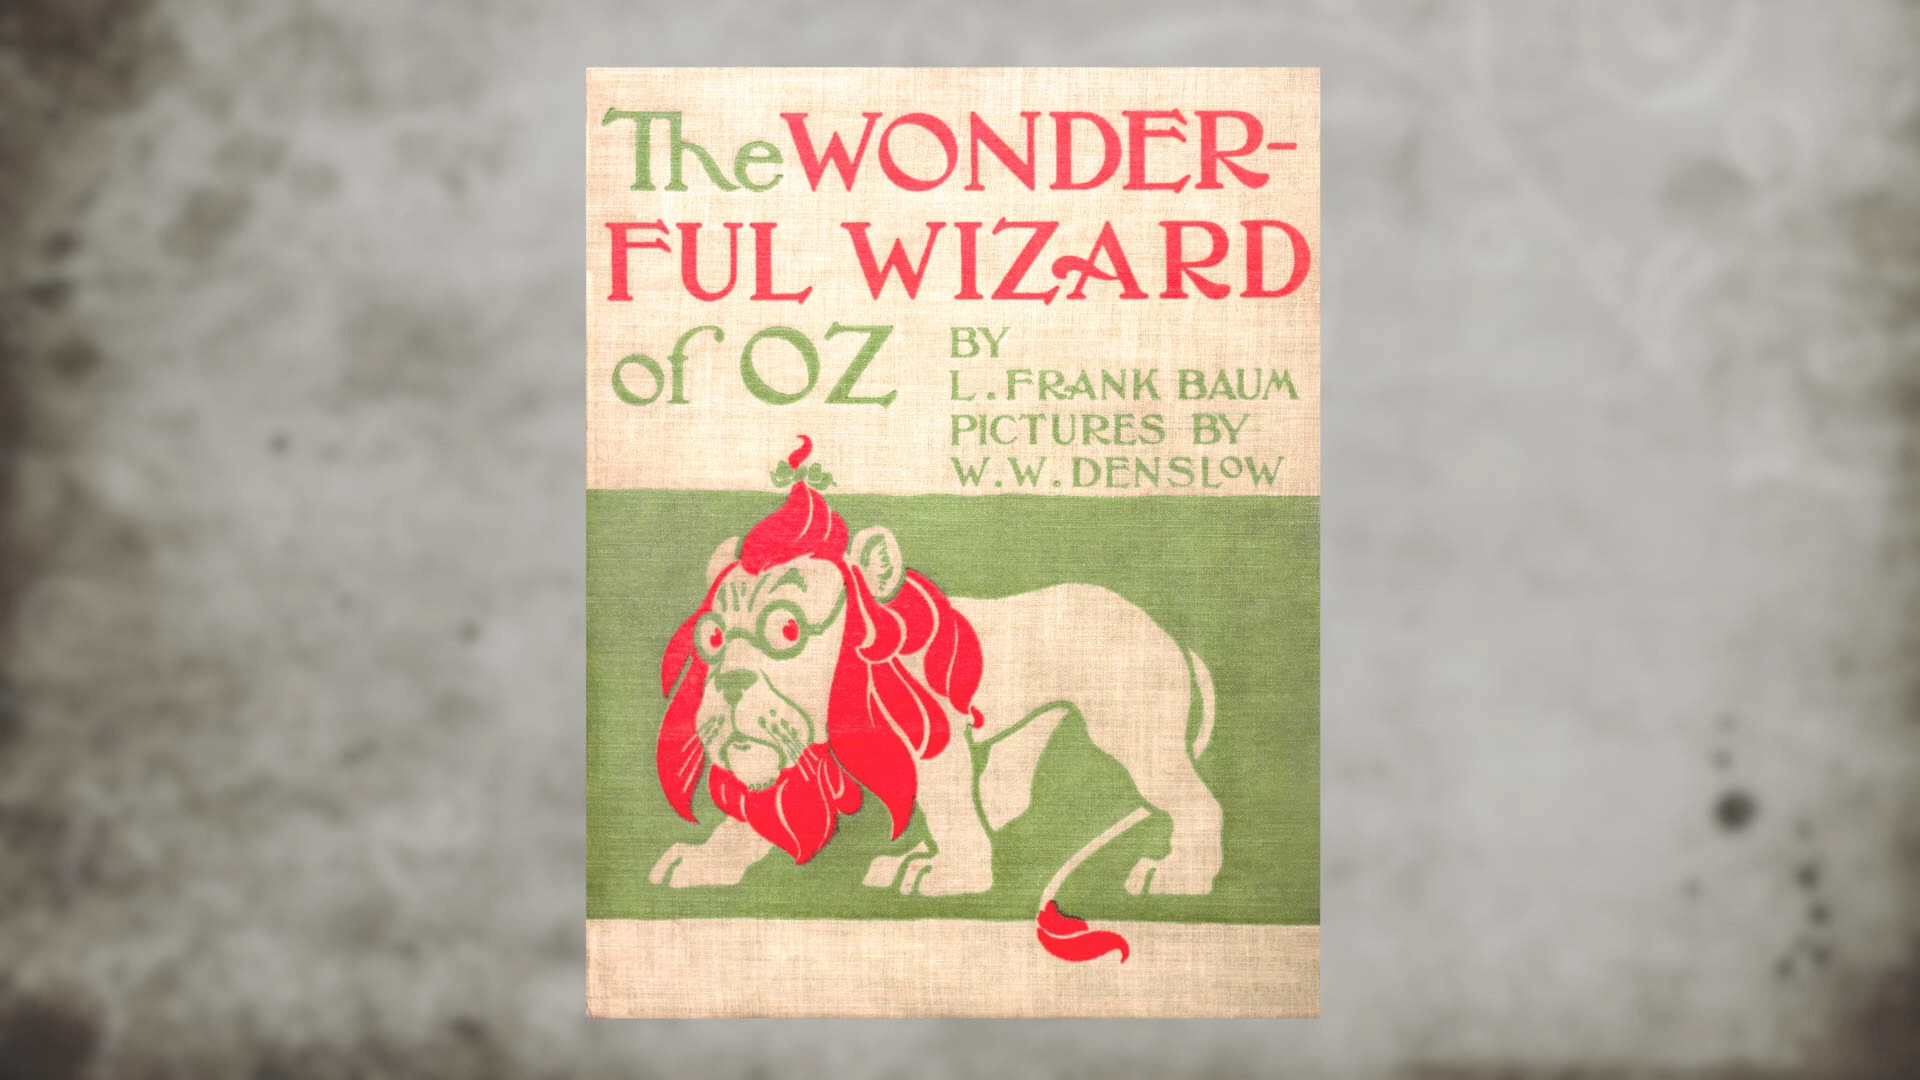 The WONDER-
FUL WIZARD
of OZ
BY
L. FRANK BAUM
PICTURES BY
W. W. DENSLOW